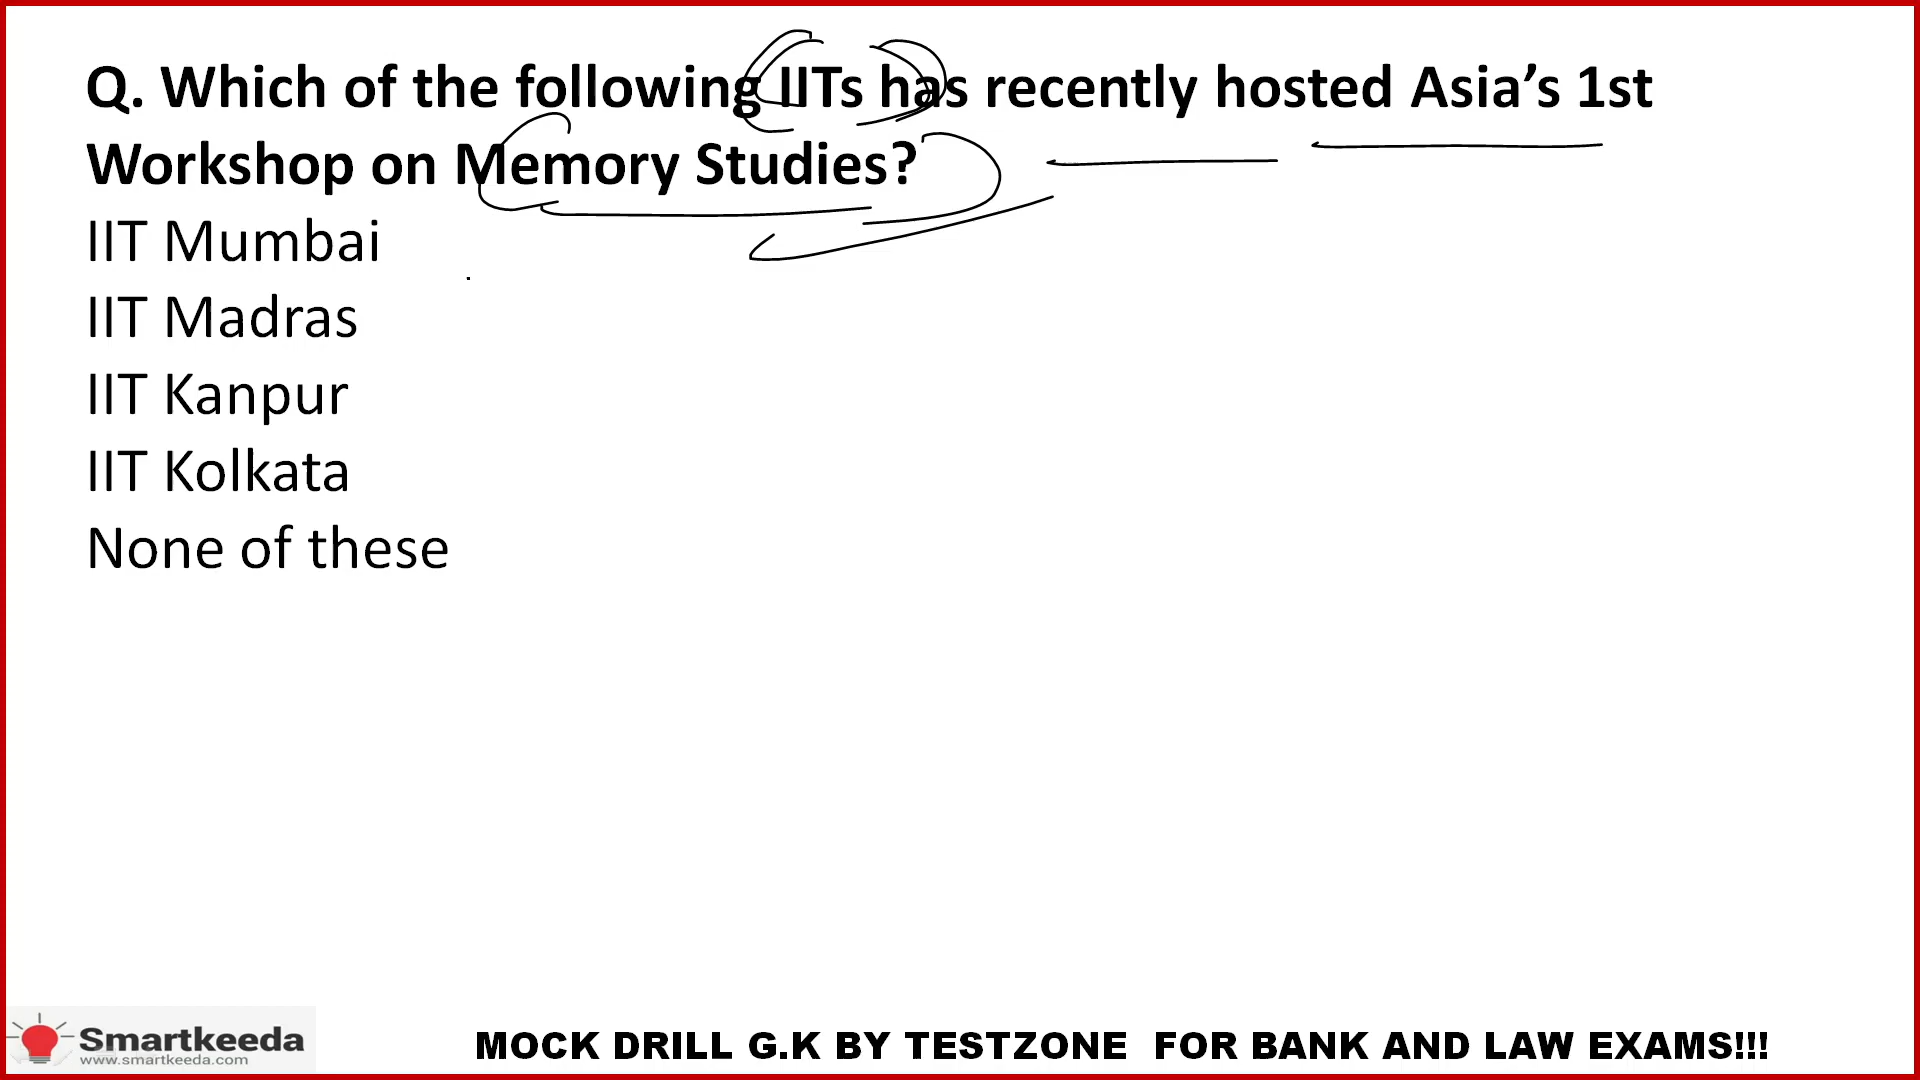 Q. Which of the following IITs has recently hosted Asia’s 1st
Workshop on Memory Studies?
IIT Mumbai
IIT Madras
IIT Kanpur
IIT Kolkata
None of these
Smartkeeda
www.smartkeeda.com
MOCK DRILL G.K BY TESTZONE FOR BANK AND LAW EXAMS!!!